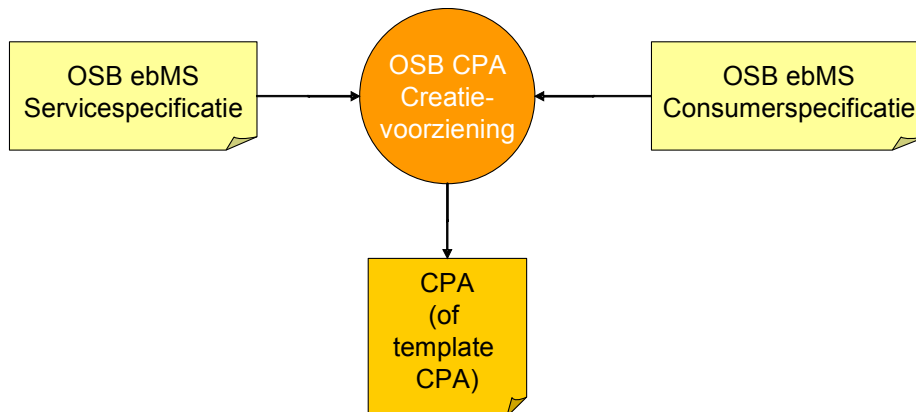 OSB ebMS
Servicespecificatie
OSB CPA
Creatie-
voorziening
OSB ebMS
Consumerspecificatie
CPA
(of
template
CPA)